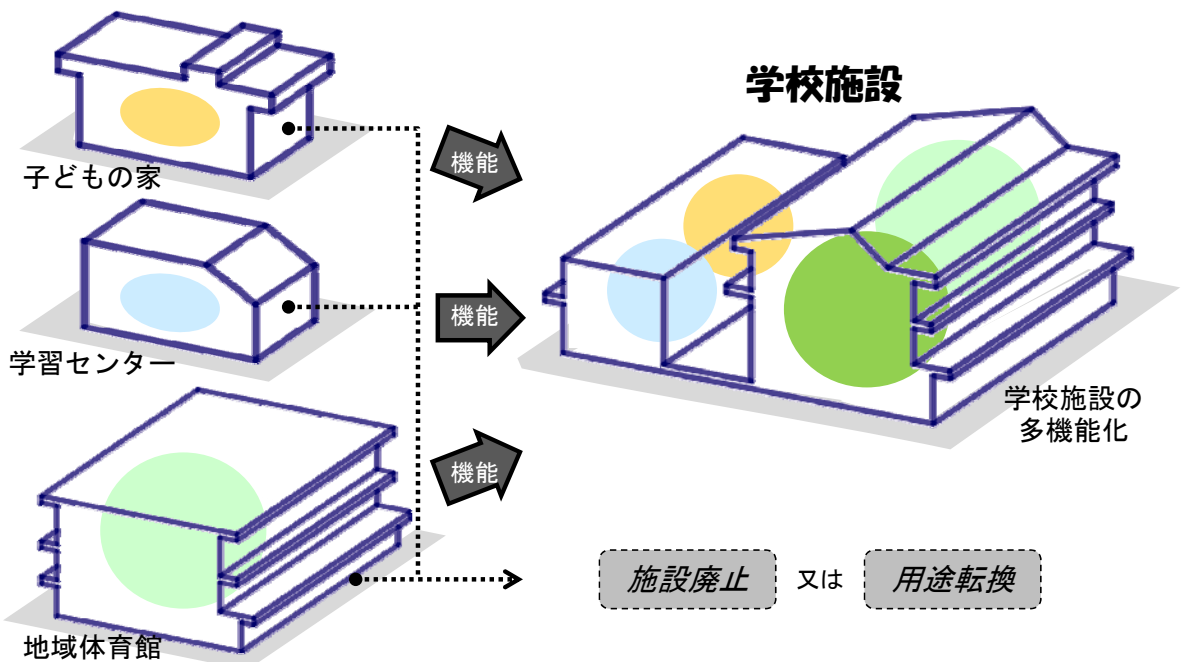 学校施設
子どもの家
機能
学習センター
機能
学校施設の
多機能化
機能
施設廃止 又は 用途転換
地域体育館